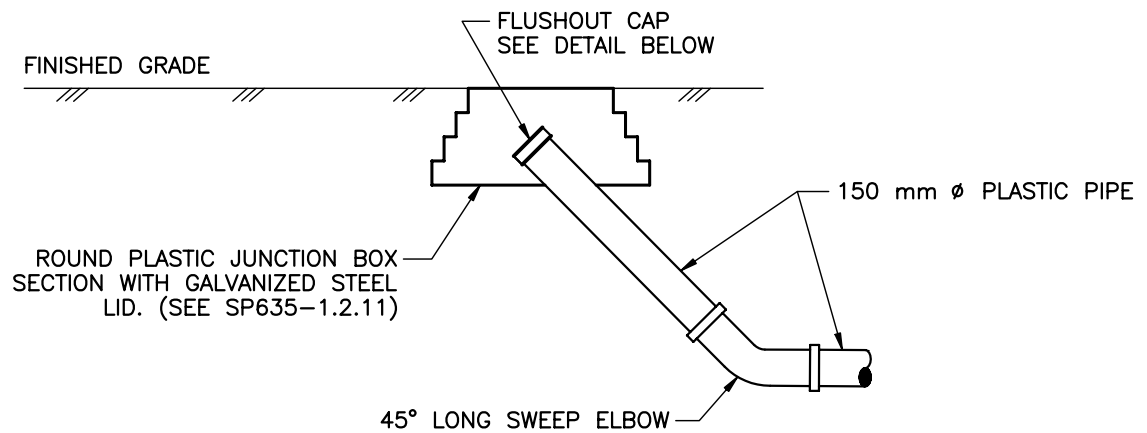 FLUSHOUT CAP
SEE DETAIL BELOW
FINISHED GRADE
150 mm ø PLASTIC PIPE
ROUND PLASTIC JUNCTION BOX
SECTION WITH GALVANIZED STEEL
LID. (SEE SP635-1.2.11)
45° LONG SWEEP ELBOW